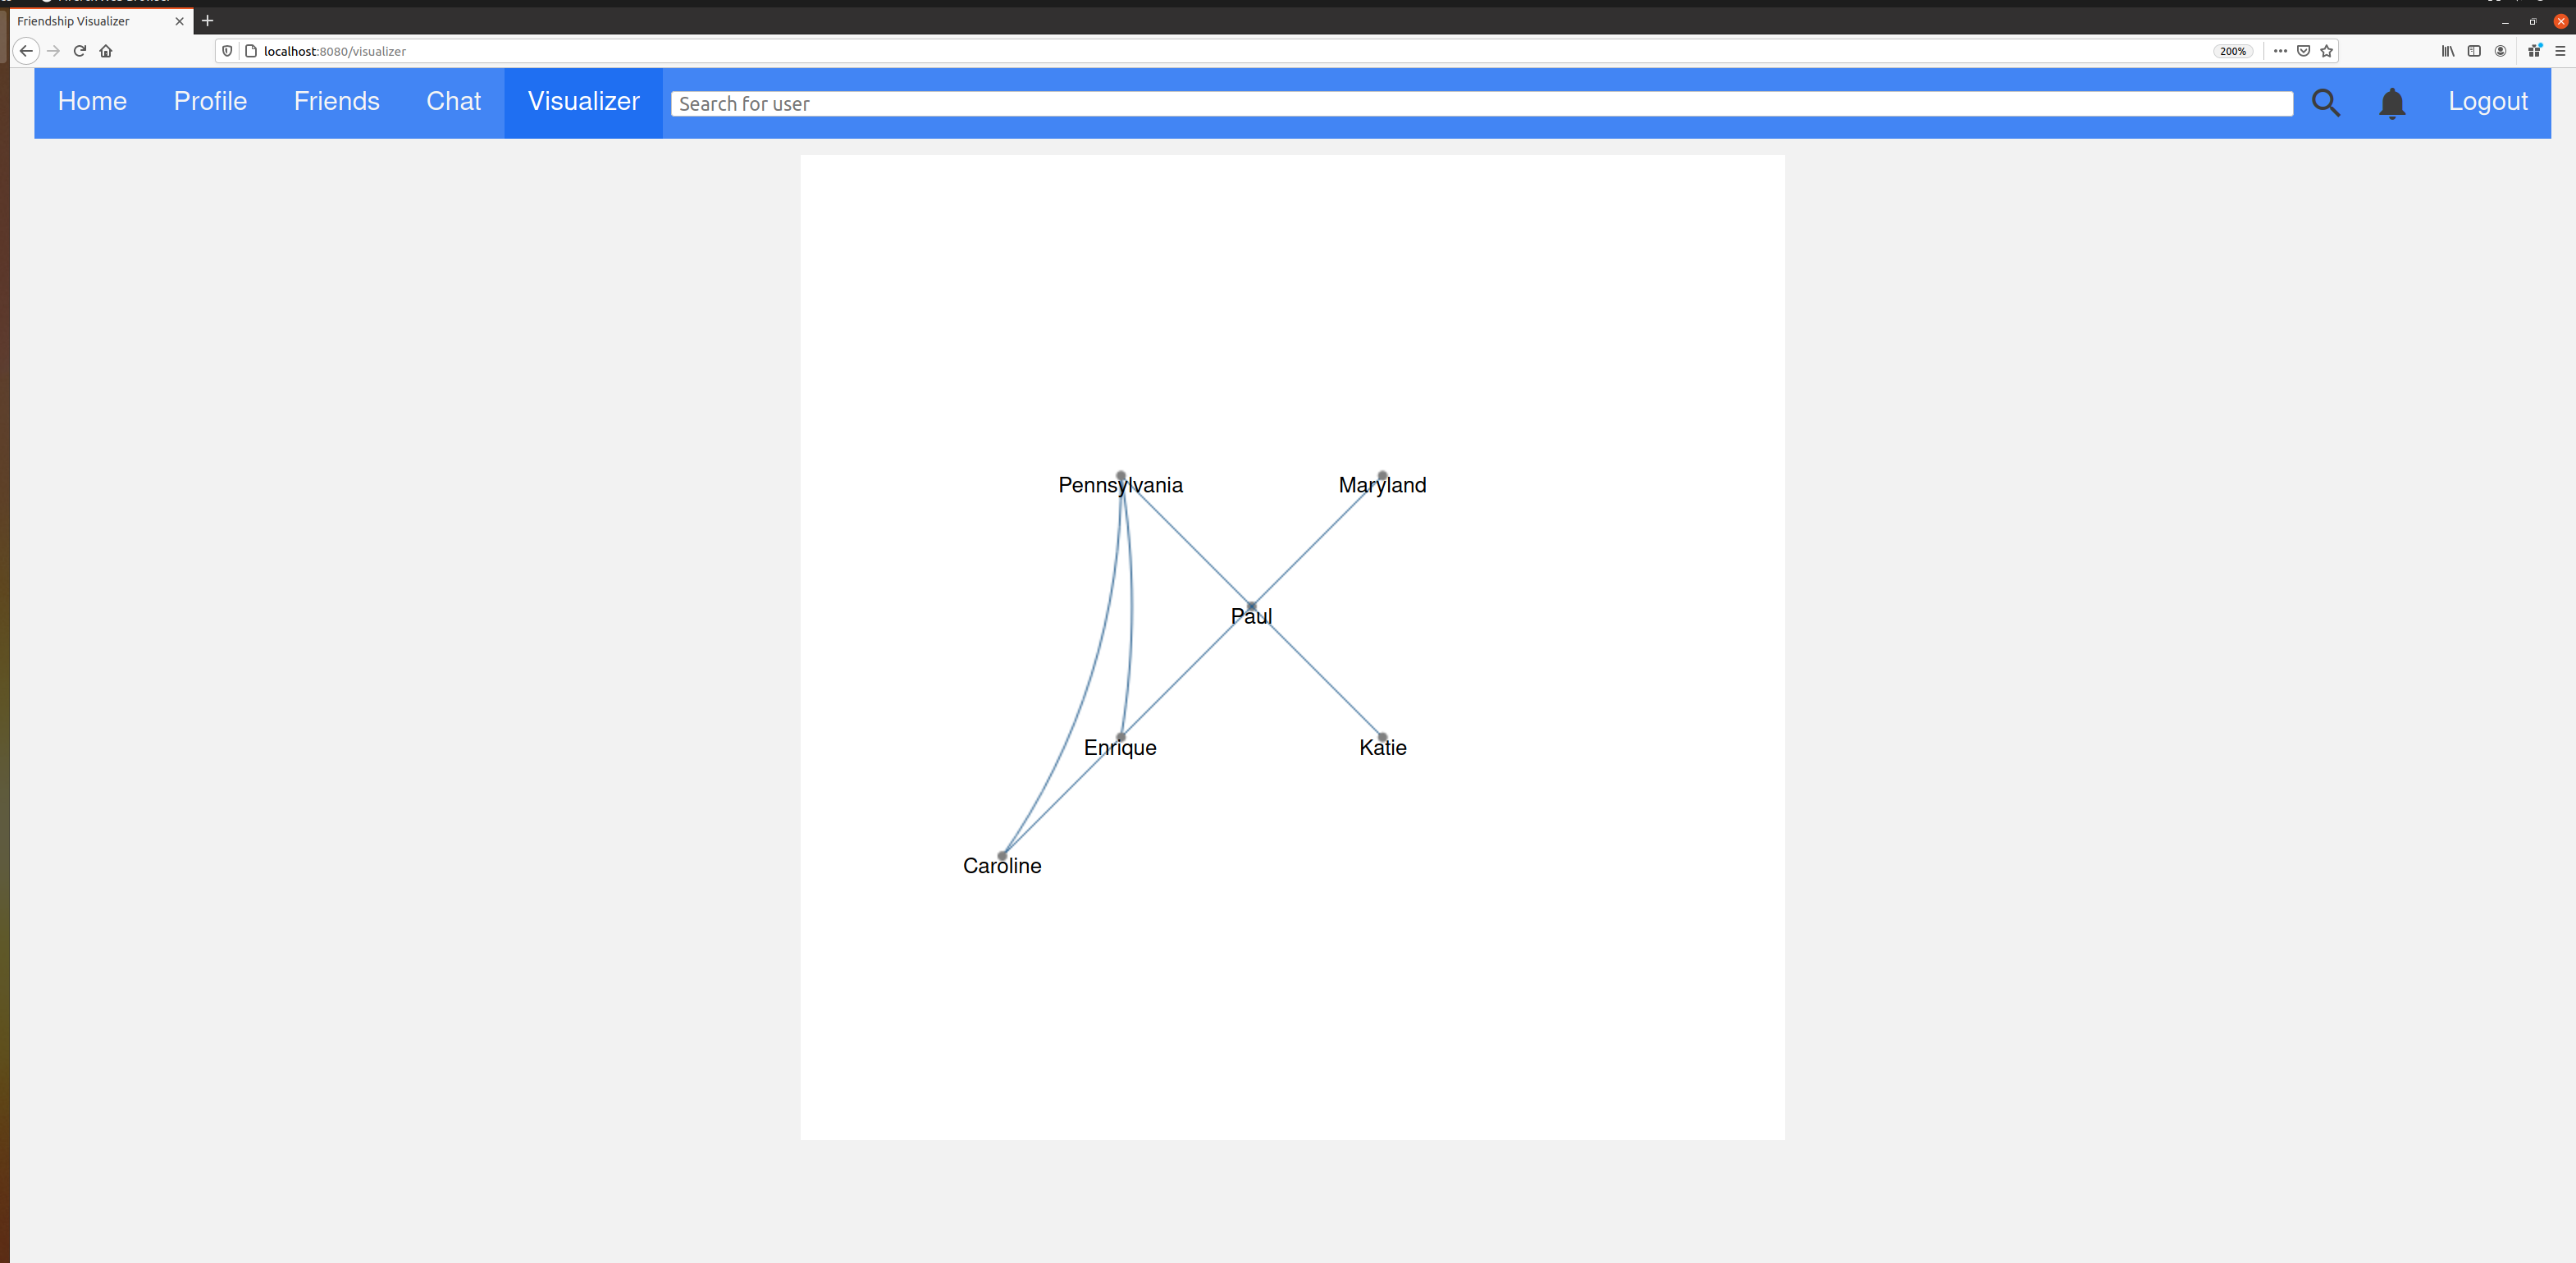 Friendship Visualizer
localhost:8080/visualizer
200%
Home Profile Friends Chat Visualizer Search for user Logout
Pennsylvania Maryland
Paul
Enrique Katie
Caroline